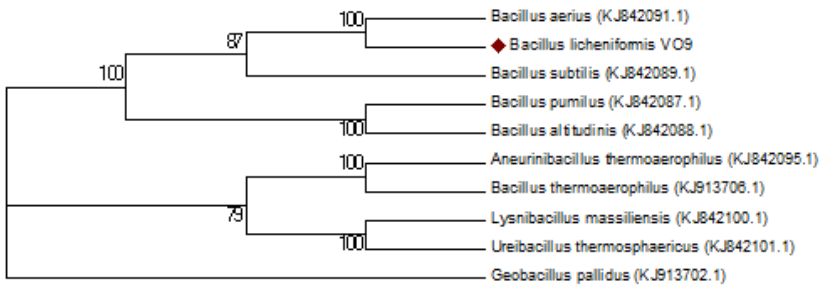 100
Bacillus aerius (KJ842091.1)
87
Bacillus licheniformis VO9
100
Bacillus subtilis (KJ842089.1)
Bacillus pumilus (KJ842087.1)
100
Bacillus altitudinis (KJ842088.1)
100
Aneurinibacillus thermoaerophilus (KJ842095.1)
Bacillus thermoaerophilus (KJ913706.1)
79
Lysnibacillus massiliensis (KJ842100.1)
100
Ureibacillus thermosphaericus (KJ842101.1)
Geobacillus pallidus (KJ913702.1)